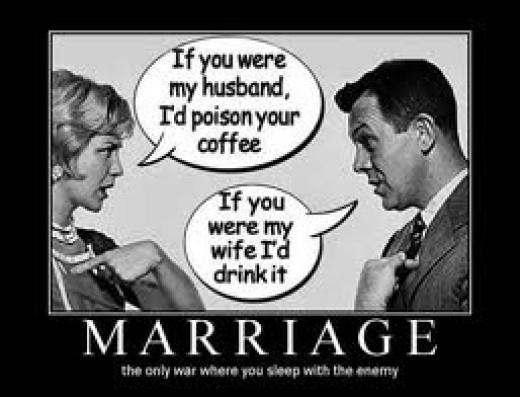 If you were
my husband,
I'd poison your
coffee
If you
were my
wife I'd
drink it
MARRIAGE
the only war where you sleep with the enemy